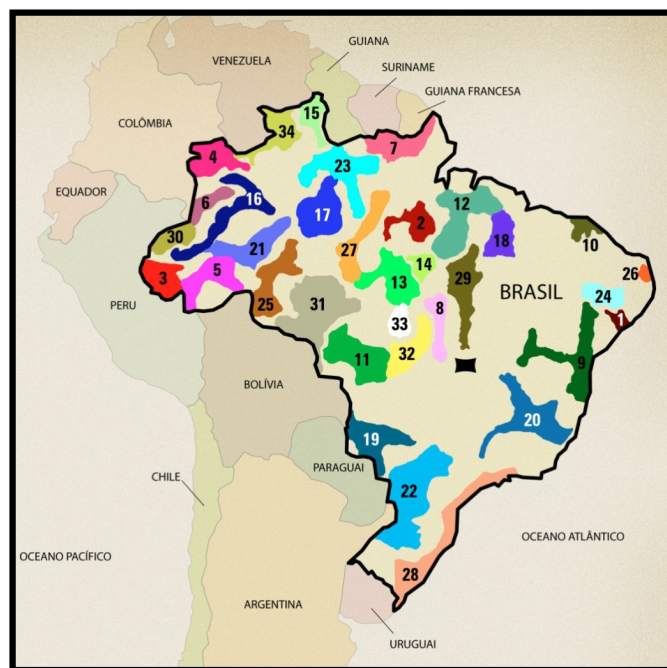 GUIANA
VENEZUELA
SURINAME
GUIANA FRANCESA
COLÔMBIA
15
34
7
4
23
EQUADOR
6
16
17
12
2
30
21
27
18
10
14
3
5
13
29
26
25
31
8
BRASIL
24
PERU
33
1
11
32
9
BOLÍVIA
20
19
PARAGUAI
CHILE
22
OCEANO PACÍFICO
OCEANO ATLÂNTICO
28
ARGENTINA
URUGUAI